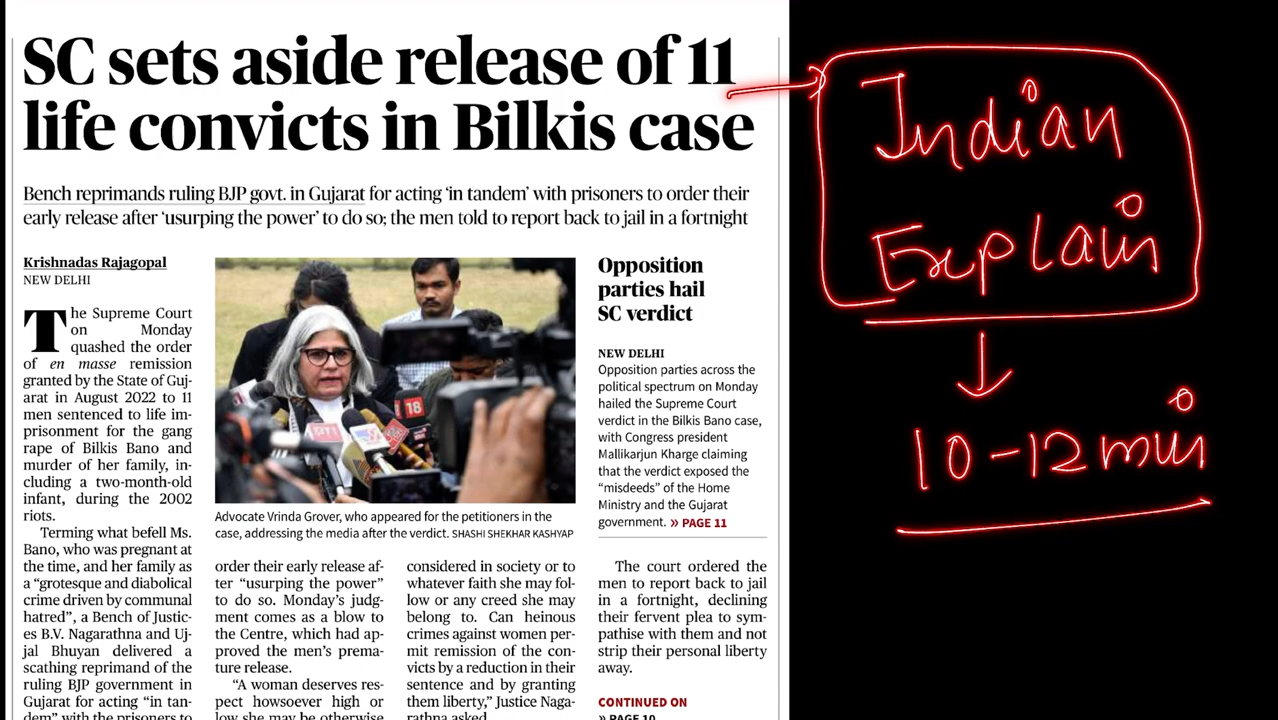 SC sets aside release of 11
life convicts in Bilkis case
Bench reprimands ruling BJP govt. in Gujarat for acting ‘in tandem’ with prisoners to order their
early release after ‘usurping the power’ to do so; the men told to report back to jail in a fortnight
Krishnadas Rajagopal
NEW DELHI
The Supreme Court
on Monday
quashed the order
of en masse remission
granted by the State of Guj-
arat in August 2022 to 11
men sentenced to life im-
prisonment for the gang
rape of Bilkis Bano and
murder of her family, in-
cluding a two-month-old
infant, during the 2002
riots.
Terming what befell Ms.
Bano, who was pregnant at
the time, and her family as
a “grotesque and diabolical
crime driven by communal
hatred”, a Bench of Justic-
es B.V. Nagarathna and Uj-
jal Bhuyan delivered a
scathing reprimand of the
ruling BJP government in
Gujarat for acting “in tan-
dem” with the prisoners to
18
Advocate Vrinda Grover, who appeared for the petitioners in the
case, addressing the media after the verdict. SHASHI SHEKHAR KASHYAP
order their early release af-
ter “usurping the power”
to do so. Monday’s judg-
ment comes as a blow to
the Centre, which had ap-
proved the men’s prema-
ture release.
“A woman deserves res-
pect howsoever high or
low she may be otherwise
considered in society or to
whatever faith she may fol-
low or any creed she may
belong to. Can heinous
crimes against women per-
mit remission of the con-
victs by a reduction in their
sentence and by granting
them liberty,” Justice Naga-
rathna asked.
Opposition
parties hail
SC verdict
NEW DELHI
Opposition parties across the
political spectrum on Monday
hailed the Supreme Court
verdict in the Bilkis Bano case,
with Congress president
Mallikarjun Kharge claiming
that the verdict exposed the
“misdeeds” of the Home
Ministry and the Gujarat
government. » PAGE 11
The court ordered the
men to report back to jail
in a fortnight, declining
their fervent plea to sym-
pathise with them and not
strip their personal liberty
away.
CONTINUED ON
» PAGE 10
Indian
Explain
10-12 min